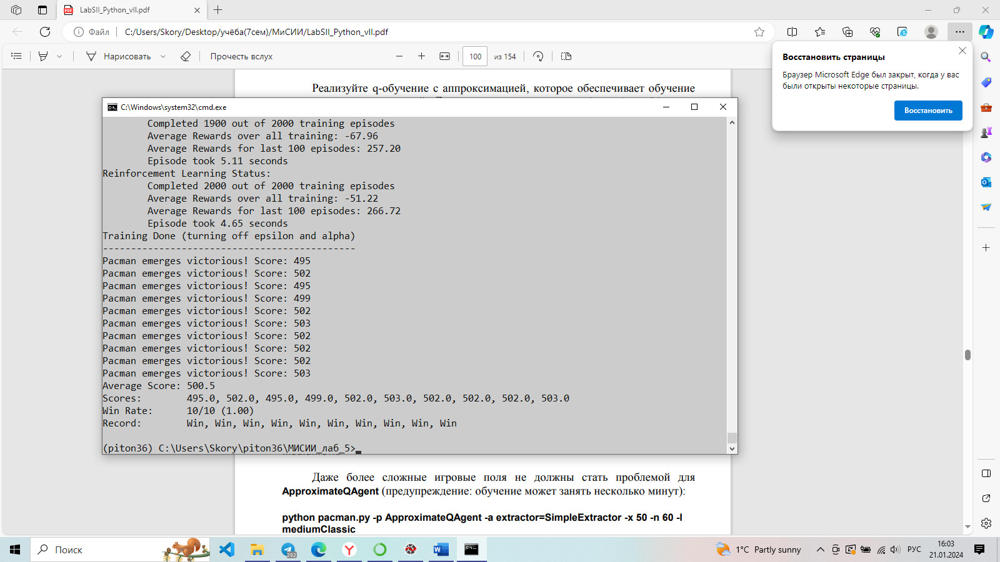 LabSII_Python_vII.pdf
Файл
C:/Users/Skory/Desktop/учёба(7сем)/МиСИИ/LabSII_Python_vII.pdf
Нарисовать
Прочесть вслух
100
из 154
Восстановить страницы
Браузер Microsoft Edge был закрыт, когда у вас
были открыты некоторые страницы.
Восстановить
Реализуйте q-обучение с аппроксимацией, которое обеспечивает обучение
C:\Windows\system32\cmd.exe
Completed 1900 out of 2000 training episodes
Average Rewards over all training: -67.96
Average Rewards for last 100 episodes: 257.20
Episode took 5.11 seconds
Reinforcement Learning Status:
Completed 2000 out of 2000 training episodes
Average Rewards over all training: -51.22
Average Rewards for last 100 episodes: 266.72
Episode took 4.65 seconds
Training Done (turning off epsilon and alpha)
---------------------------------------------
Pacman emerges victorious! Score: 495
Pacman emerges victorious! Score: 502
Pacman emerges victorious! Score: 495
Pacman emerges victorious! Score: 499
Pacman emerges victorious! Score: 502
Pacman emerges victorious! Score: 503
Pacman emerges victorious! Score: 502
Pacman emerges victorious! Score: 502
Pacman emerges victorious! Score: 502
Pacman emerges victorious! Score: 503
Average Score: 500.5
Scores: 495.0, 502.0, 495.0, 499.0, 502.0, 503.0, 502.0, 502.0, 502.0, 503.0
Win Rate: 10/10 (1.00)
Record: Win, Win, Win, Win, Win, Win, Win, Win, Win, Win
(piton36) C:\Users\Skory\piton36\МИСИИ_лаб_5>
Даже более сложные игровые поля не должны стать проблемой для
ApproximateQAgent (предупреждение: обучение может занять несколько минут):
python pacman.py -p ApproximateQAgent -a extractor=SimpleExtractor -x 50 -n 60 -l
mediumClassic
Поиск
292
1°C Partly sunny
РУС
16:03
21.01.2024